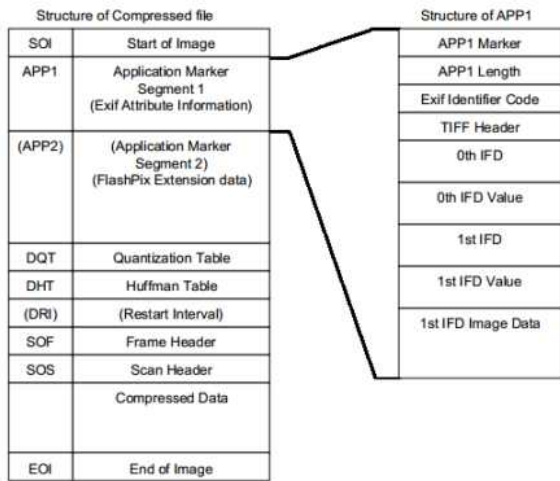 Structure of Compressed file
SOI Start of Image
APP1 Application Marker
Segment 1
(Exif Attribute Information)
(APP2) (Application Marker
Segment 2)
(FlashPix Extension data)
DQT Quantization Table
DHT Huffman Table
(DRI) (Restart Interval)
SOF Frame Header
SOS Scan Header
Compressed Data
EOI End of Image
Structure of APP1
APP1 Marker
APP1 Length
Exif Identifier Code
TIFF Header
0th IFD
0th IFD Value
1st IFD
1st IFD Value
1st IFD Image Data